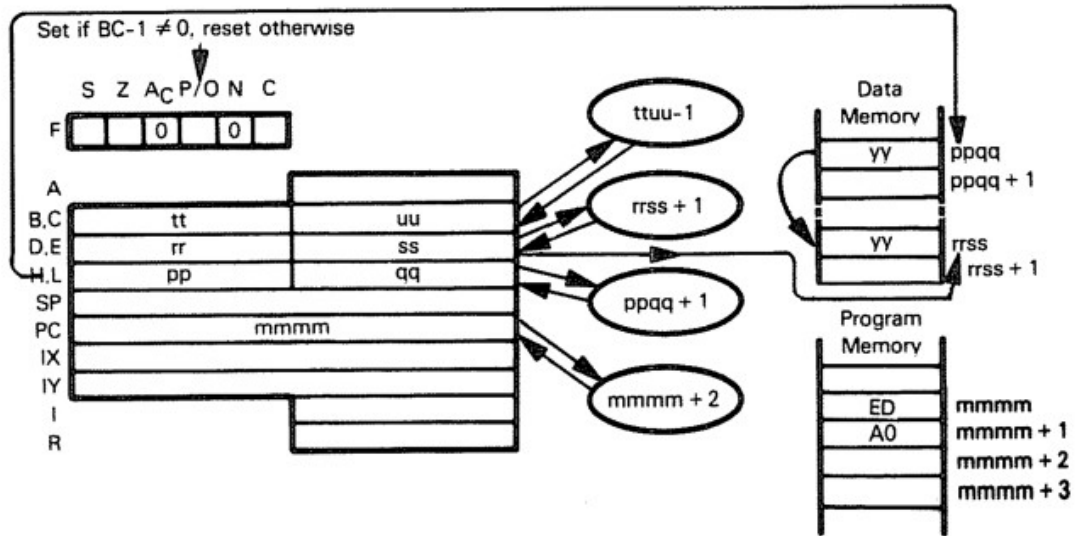 Set if BC-1 ≠ 0, reset otherwise
S Z AC P/O N C
F 0 0
A
B,C tt uu
D,E rr ss
H,L pp qq
SP
PC mmmm
IX
IY
I
R
ttuu-1
rrss + 1
ppqq + 1
mmmm + 2
Data
Memory
yy ppqq
ppqq + 1
yy rrss
rrss + 1
Program
Memory
ED mmmm
A0 mmmm + 1
mmmm + 2
mmmm + 3